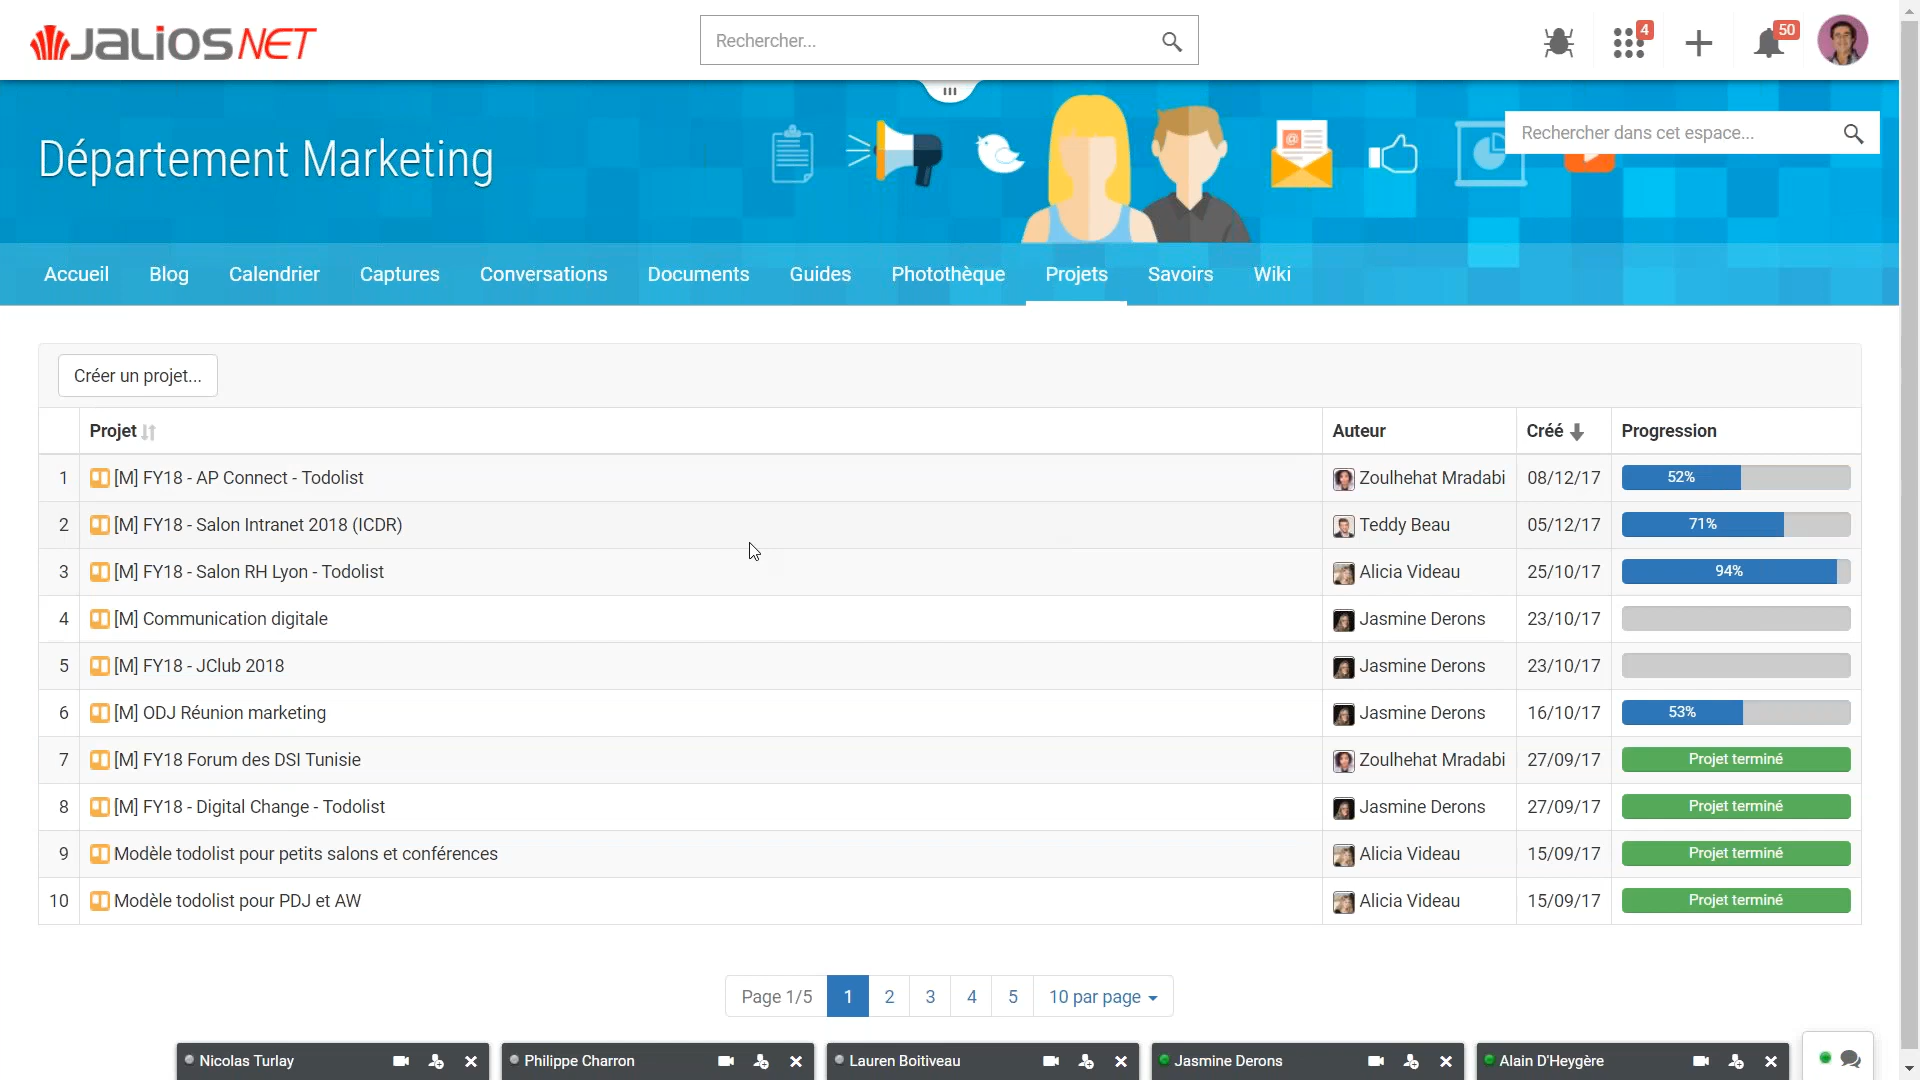 JALIOS NET
Rechercher...
4
50
Département Marketing
Rechercher dans cet espace...
Accueil Blog Calendrier Captures Conversations Documents Guides Photothèque Projets Savoirs Wiki
Créer un projet...
Projet Auteur Créé Progression
1 [M] FY18 - AP Connect - Todolist Zoulhehat Mradabi 08/12/17 52%
2 [M] FY18 - Salon Intranet 2018 (ICDR) Teddy Beau 05/12/17 71%
3 [M] FY18 - Salon RH Lyon - Todolist Alicia Videau 25/10/17 94%
4 [M] Communication digitale Jasmine Derons 23/10/17
5 [M] FY18 - JClub 2018 Jasmine Derons 23/10/17
6 [M] ODJ Réunion marketing Jasmine Derons 16/10/17 53%
7 [M] FY18 Forum des DSI Tunisie Zoulhehat Mradabi 27/09/17 Projet terminé
8 [M] FY18 - Digital Change - Todolist Jasmine Derons 27/09/17 Projet terminé
9 Modèle todolist pour petits salons et conférences Alicia Videau 15/09/17 Projet terminé
10 Modèle todolist pour PDJ et AW Alicia Videau 15/09/17 Projet terminé
Page 1/5 1 2 3 4 5 10 par page
Nicolas Turlay Philippe Charron Lauren Boitiveau Jasmine Derons Alain D'Heygère